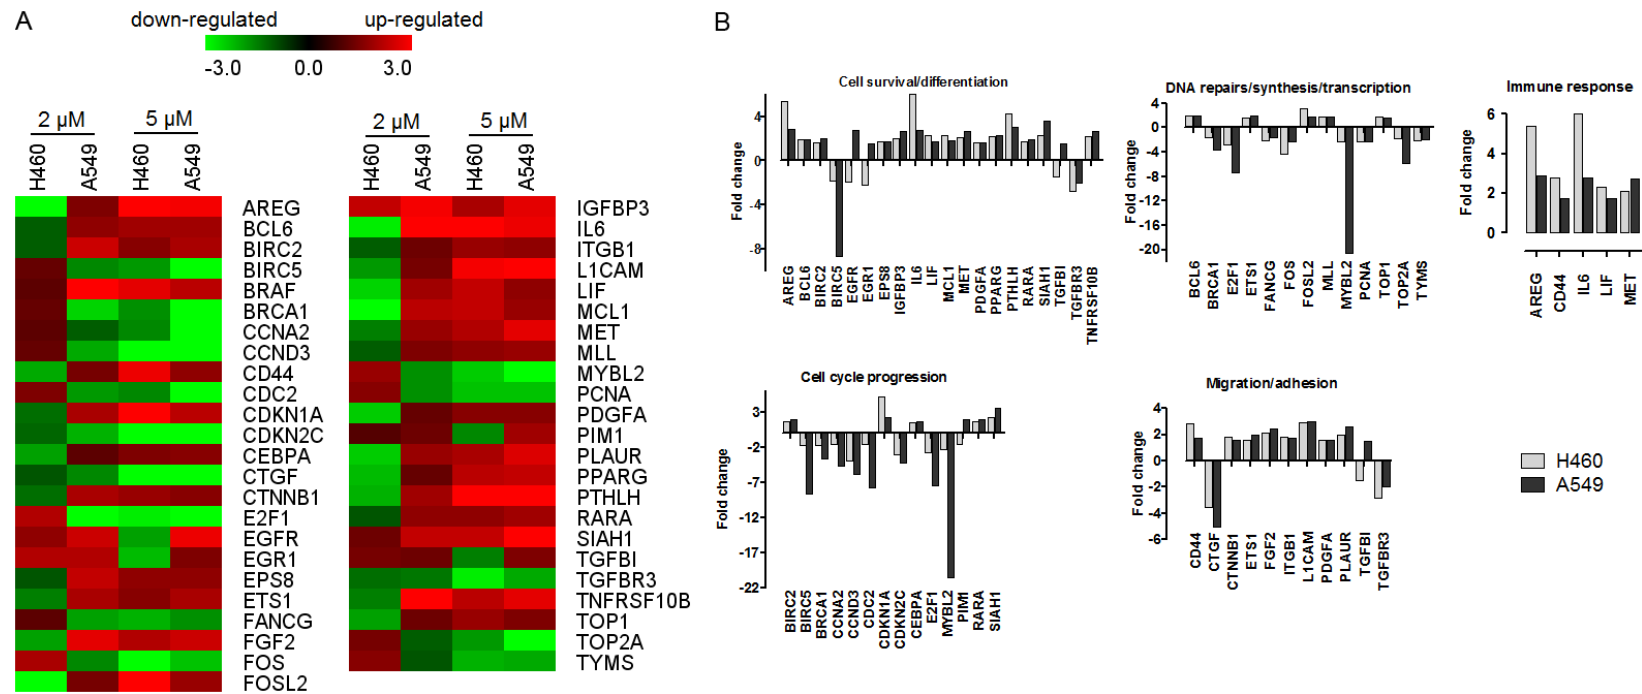 A
down-regulated up-regulated
-3.0 0.0 3.0
2 µM 5 µM
H460 A549 H460 A549
AREG
BCL6
BIRC2
BIRC5
BRAF
BRCA1
CCNA2
CCND3
CD44
CDC2
CDKN1A
CDKN2C
CEBPA
CTGF
CTNNB1
E2F1
EGFR
EGR1
EPS8
ETS1
FANCG
FGF2
FOS
FOSL2
2 µM 5 µM
H460 A549 H460 A549
IGFBP3
IL6
ITGB1
L1CAM
LIF
MCL1
MET
MLL
MYBL2
PCNA
PDGFA
PIM1
PLAUR
PPARG
PTHLH
RARA
SIAH1
TGFBI
TGFBR3
TNFRSF10B
TOP1
TOP2A
TYMS
B
Cell survival/differentiation
Fold change
4
0
-4
-8
AREG BCL6 BIRC2 BIRC5 EGFR EGR1 EPS8 IGFBP3 IL6 LIF MCL1 MET PDGFA PPARG PTHLH RARA SIAH1 TGFBI TGFBR3 TNFRSF10B
DNA repairs/synthesis/transcription
Fold change
4
0
-4
-8
-12
-16
-20
BCL6 BRCA1 E2F1 ETS1 FANCG FOS FOSL2 MLL MYBL2 PCNA TOP1 TOP2A TYMS
Immune response
Fold change
6
4
2
0
AREG CD44 IL6 LIF MET
Cell cycle progression
Fold change
3
-2
-7
-12
-17
-22
BIRC2 BIRC5 BRCA1 CCNA2 CCND3 CDC2 CDKN1A CDKN2C CEBPA E2F1 MYBL2 PIM1 RARA SIAH1
Migration/adhesion
Fold change
4
2
0
-2
-4
-6
CD44 CTGF CTNNB1 ETS1 FGF2 ITGB1 L1CAM PDGFA PLAUR TGFBI TGFBR3
H460
A549